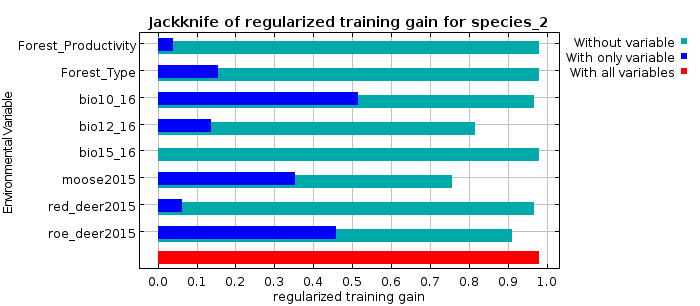 Jackknife of regularized training gain for species_2
Without variable
With only variable
With all variables
Environmental Variable
Forest_Productivity
Forest_Type
bio10_16
bio12_16
bio15_16
moose2015
red_deer2015
roe_deer2015
0.0 0.1 0.2 0.3 0.4 0.5 0.6 0.7 0.8 0.9 1.0
regularized training gain